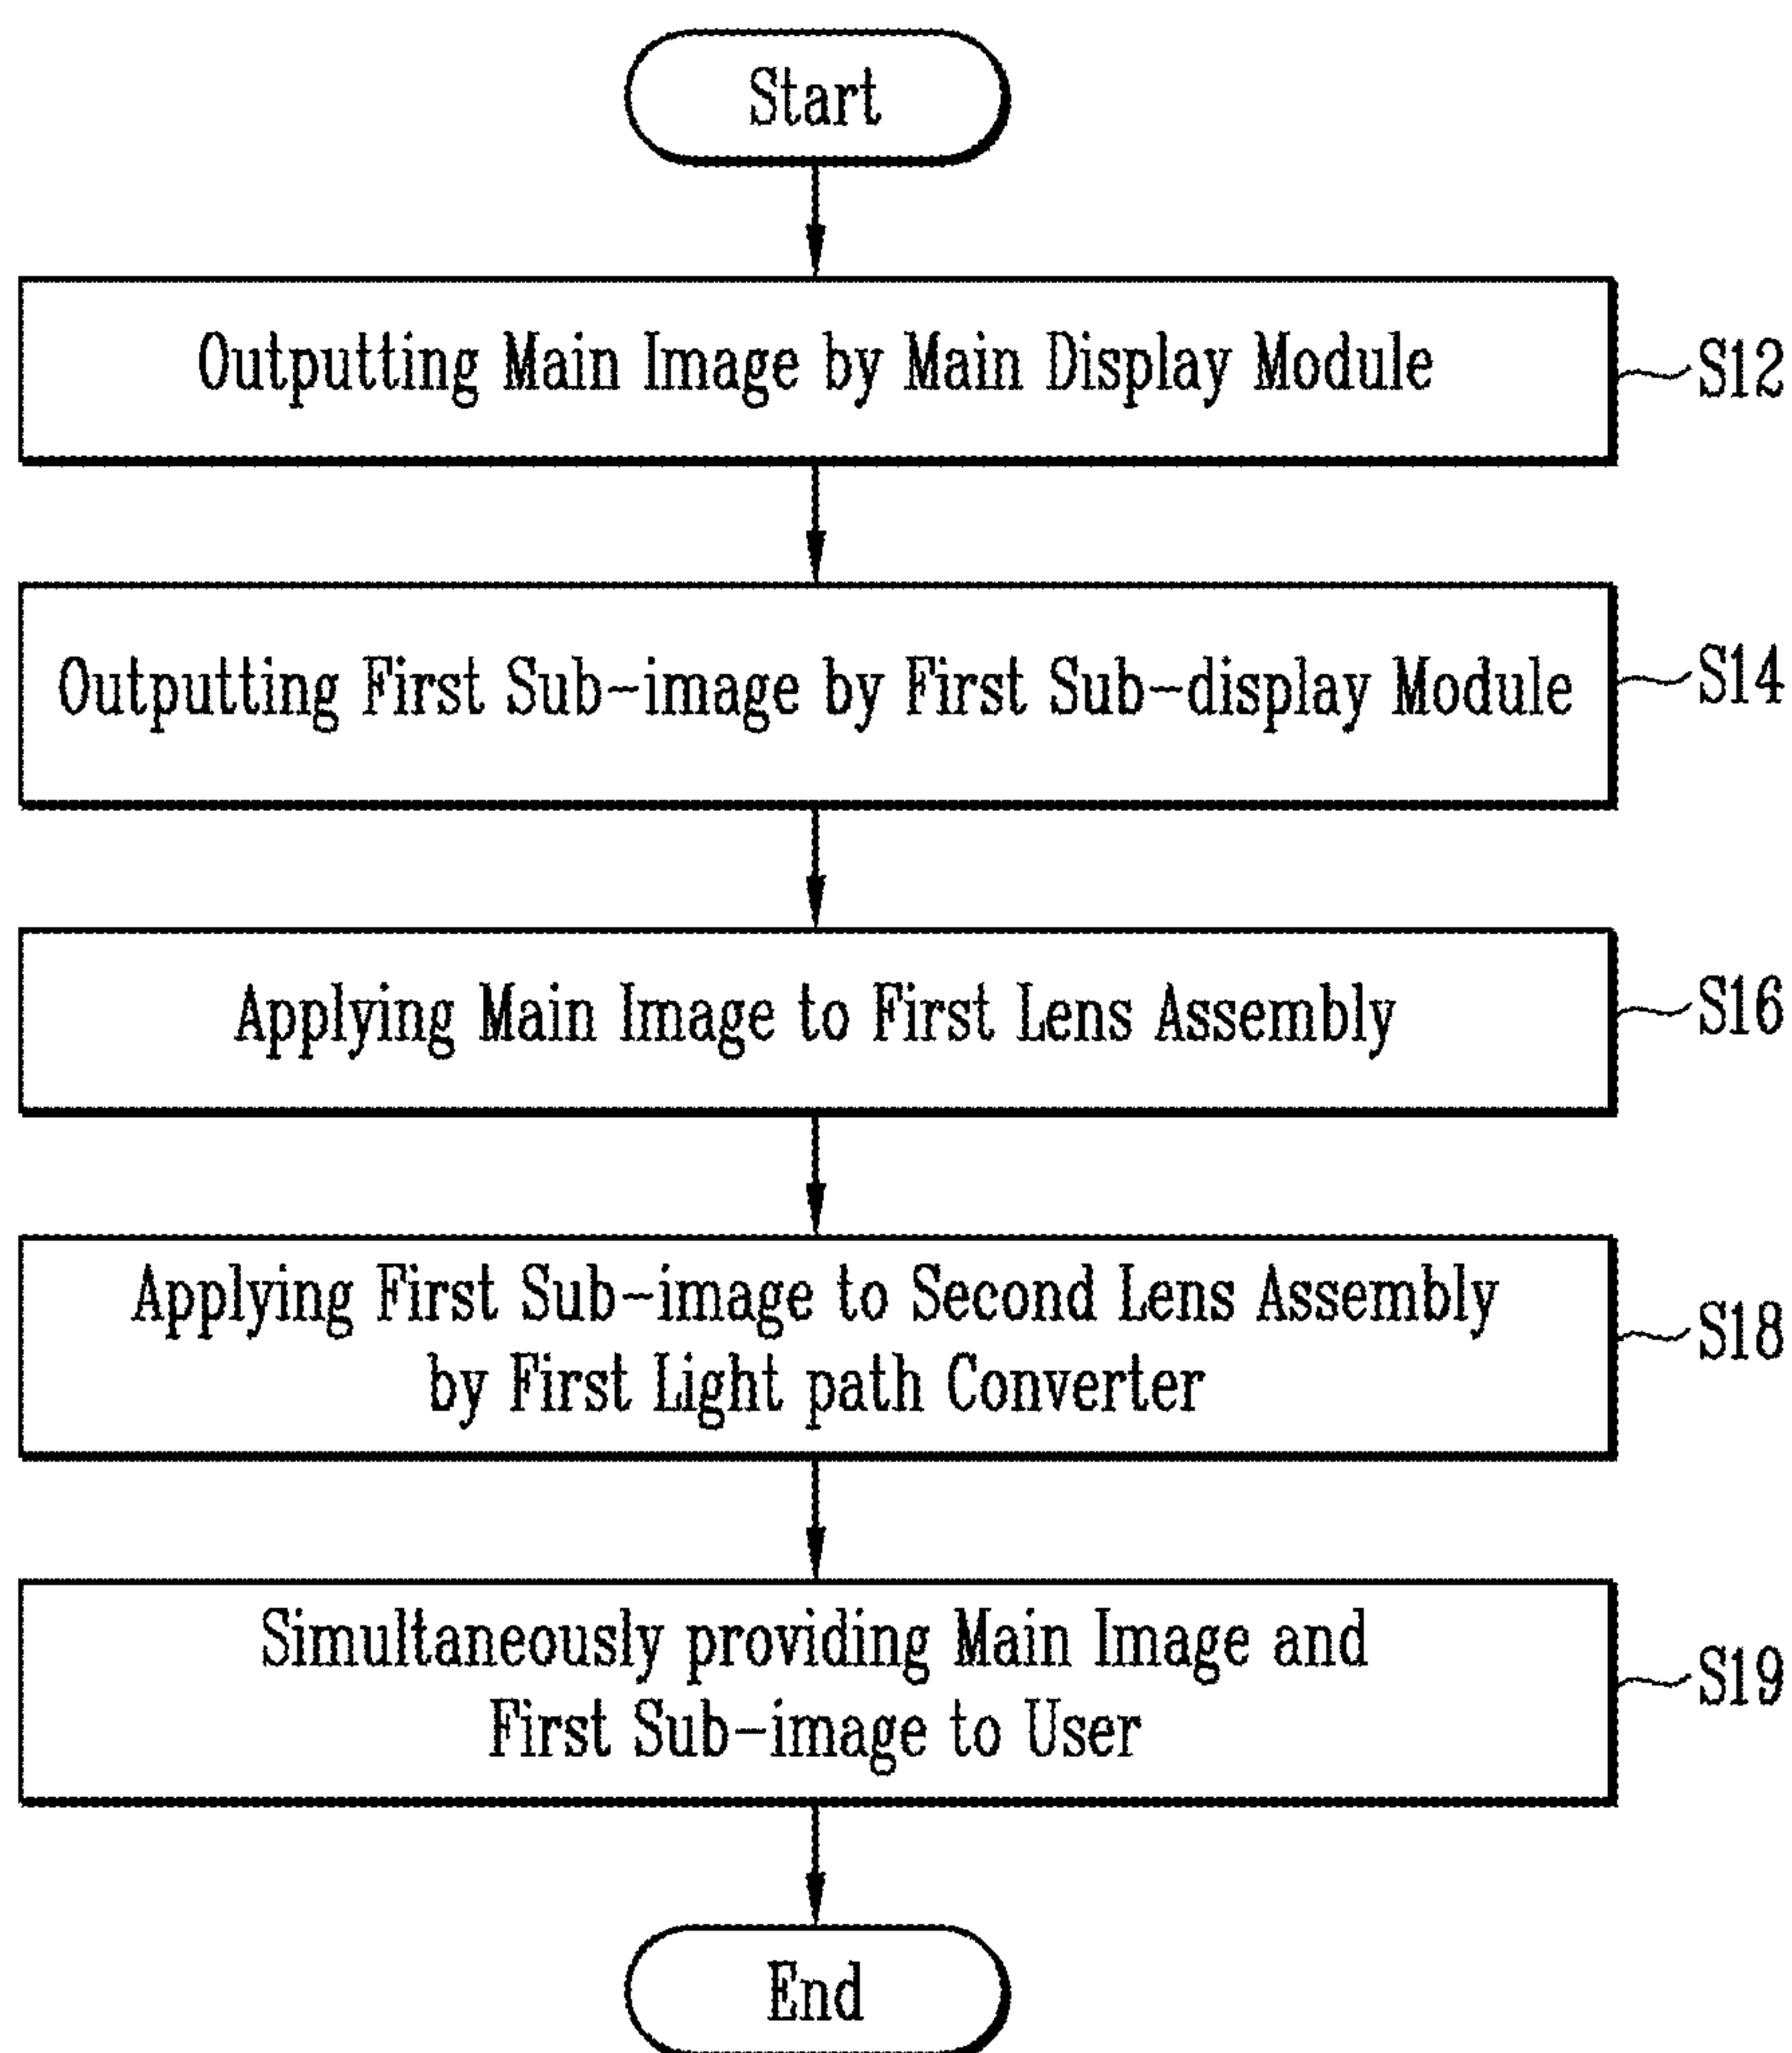 Start
Outputting Main Image by Main Display Module
S12
Outputting First Sub-image by First Sub-display Module
S14
Applying Main Image to First Lens Assembly
S16
Applying First Sub-image to Second Lens Assembly
by First Light path Converter
S18
Simultaneously providing Main Image and
First Sub-image to User
S19
End